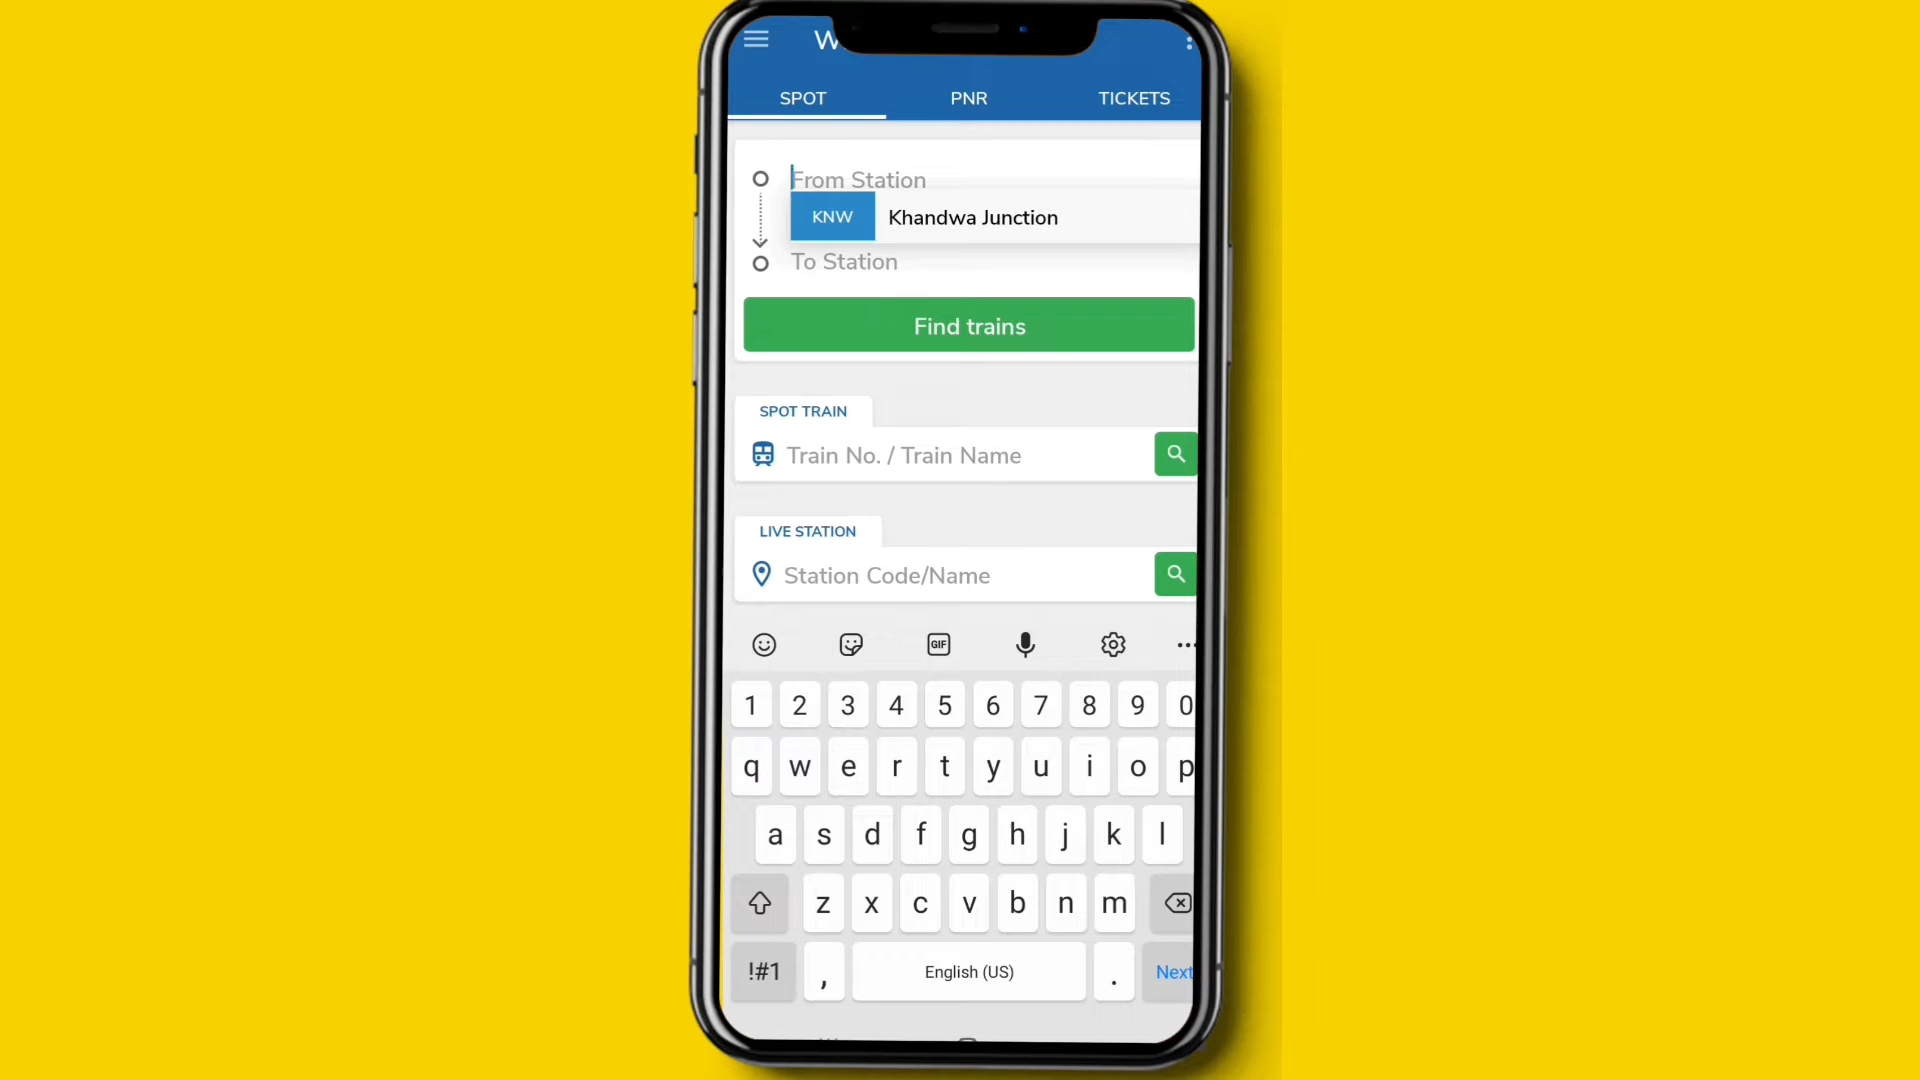 W
SPOT PNR TICKETS
From Station
KNW Khandwa Junction
To Station
Find trains
SPOT TRAIN
Train No. / Train Name
LIVE STATION
Station Code/Name
GIF
1 2 3 4 5 6 7 8 9 0
q w e r t y u i o p
a s d f g h j k l
z x c v b n m
!#1 , English (US) . Next